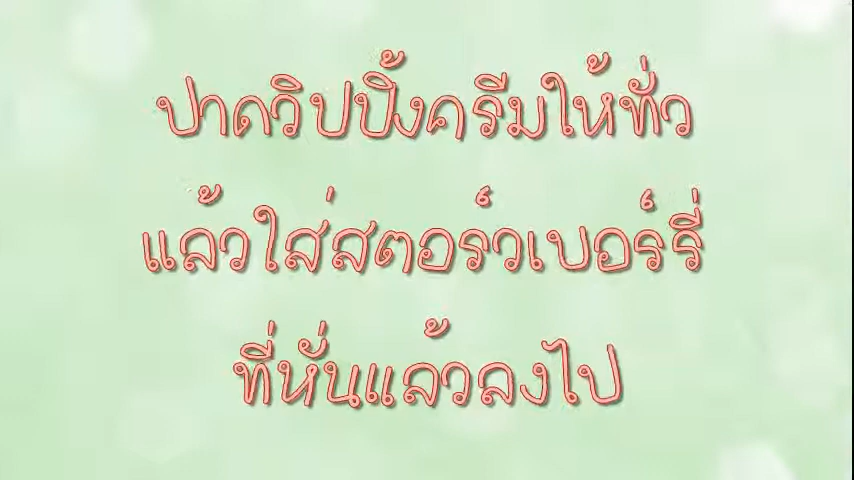 ปาดวิปปิ้งครีมให้ทั่ว
แล้วใส่สตอร์วเบอร์รี่
ที่หั่นแล้วลงไป